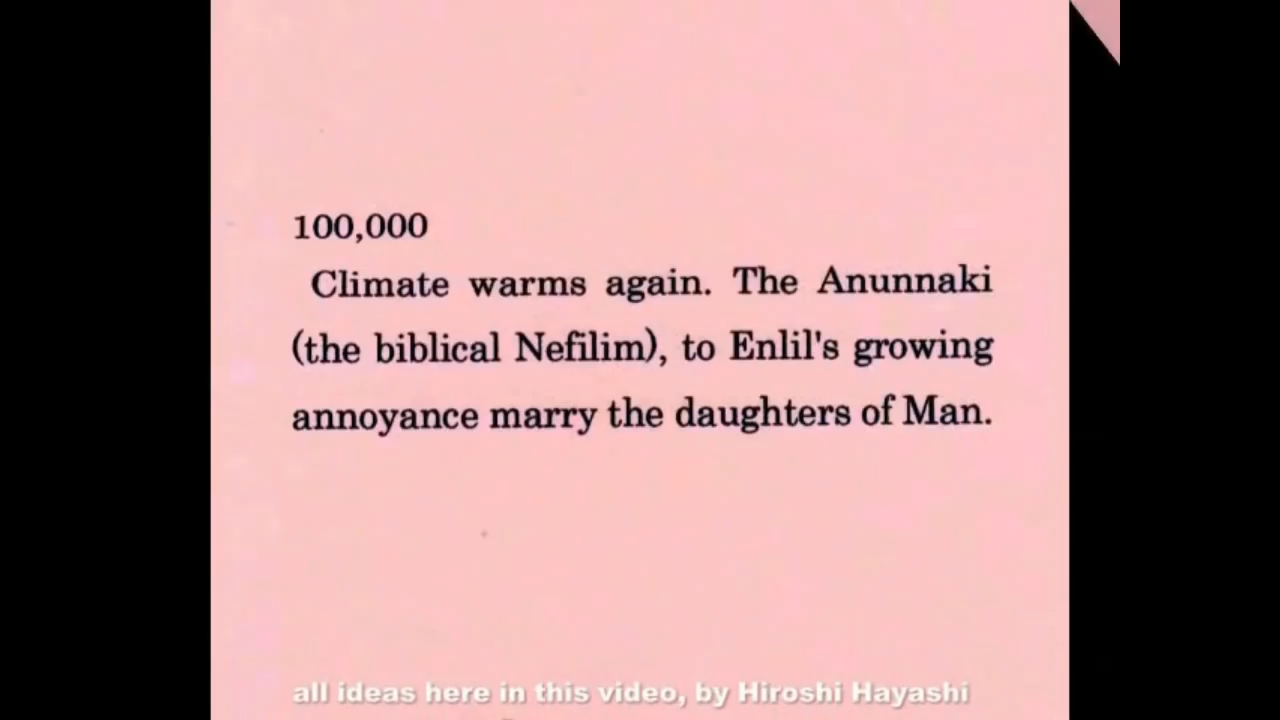 100,000
Climate warms again. The Anunnaki
(the biblical Nefilim), to Enlil's growing
annoyance marry the daughters of Man.
all ideas here in this video, by Hiroshi Hayashi